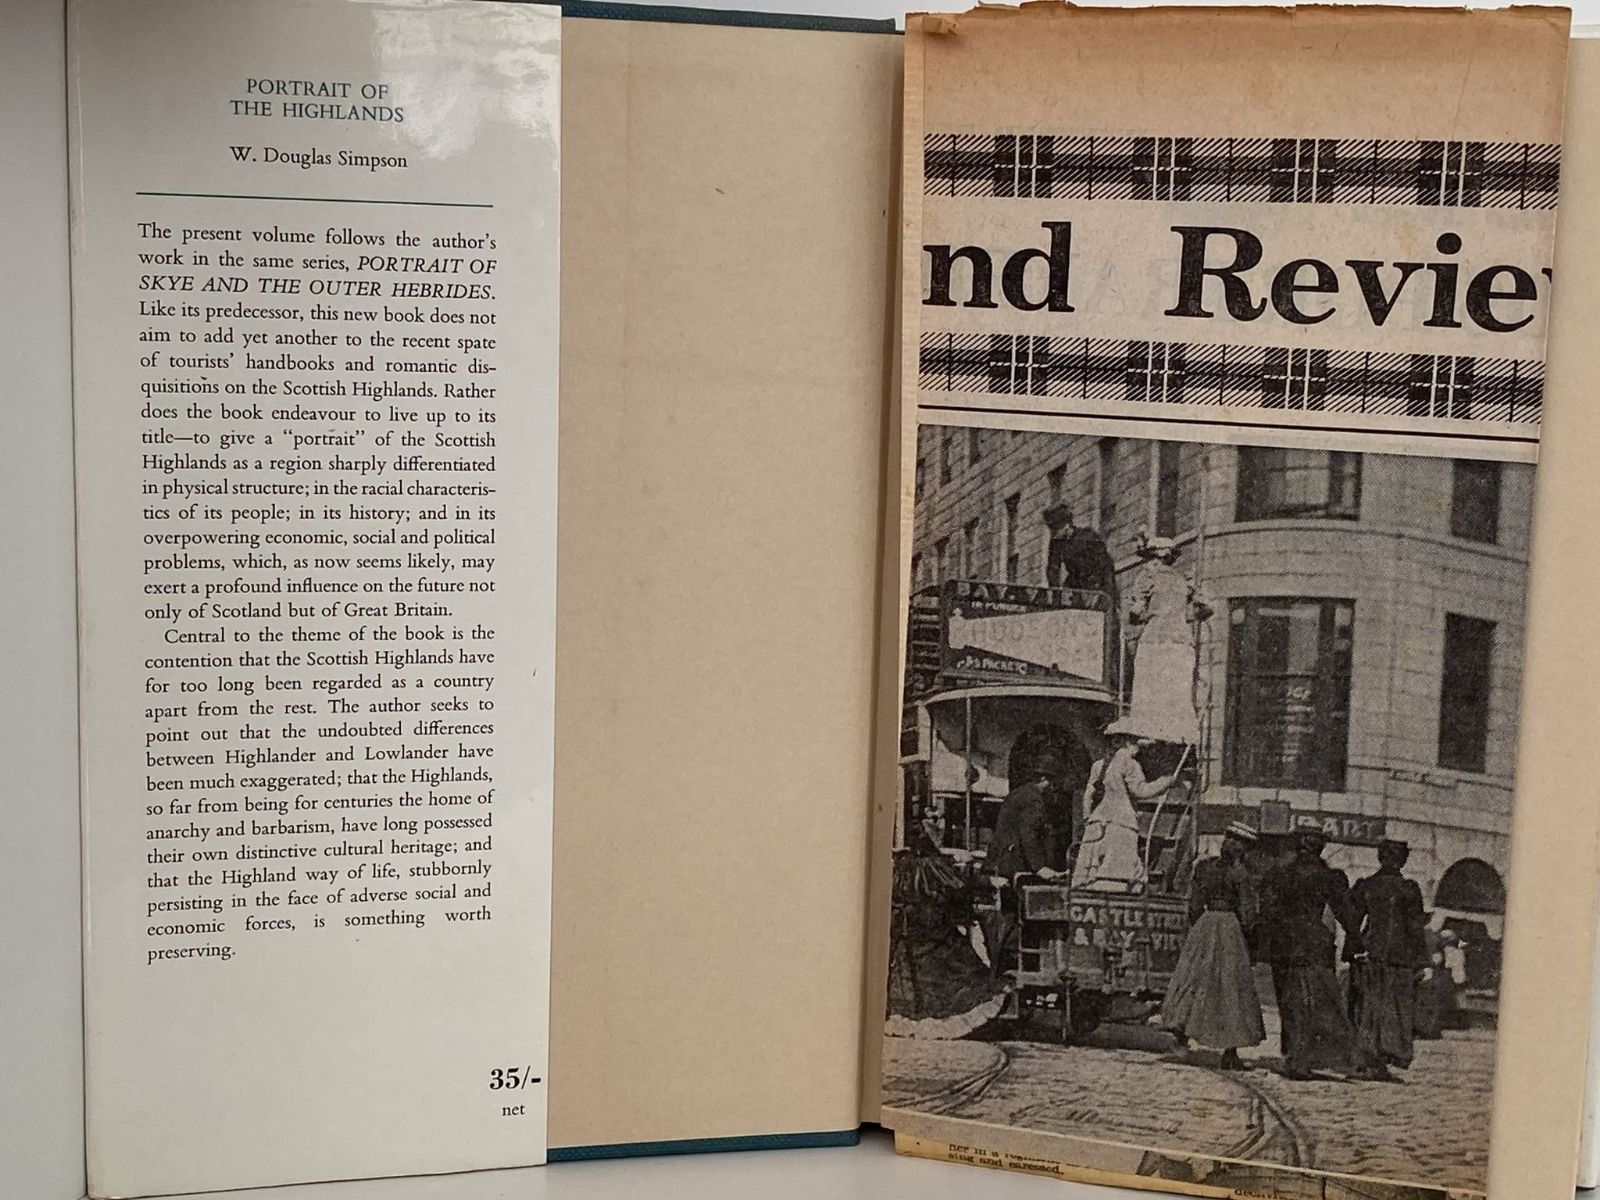 PORTRAIT OF
THE HIGHLANDS
W. Douglas Simpson
The present volume follows the author's
work in the same series, PORTRAIT OF
SKYE AND THE OUTER HEBRIDES.
Like its predecessor, this new book does not
aim to add yet another to the recent spate
of tourists' handbooks and romantic dis-
quisitions on the Scottish Highlands. Rather
does the book endeavour to live up to its
title—to give a "portrait" of the Scottish
Highlands as a region sharply differentiated
in physical structure; in the racial characteris-
tics of its people; in its history; and in its
overpowering economic, social and political
problems, which, as now seems likely, may
exert a profound influence on the future not
only of Scotland but of Great Britain.
Central to the theme of the book is the
contention that the Scottish Highlands have
for too long been regarded as a country
apart from the rest. The author seeks to
point out that the undoubted differences
between Highlander and Lowlander have
been much exaggerated; that the Highlands,
so far from being for centuries the home of
anarchy and barbarism, have long possessed
their own distinctive cultural heritage; and
that the Highland way of life, stubbornly
persisting in the face of adverse social and
economic forces, is something worth
preserving.
35/-
net
nd Revie
BAY-VIEW
PACKETS
CASTLE STRE
& BAY-VIE
her in a
sing and caressed.